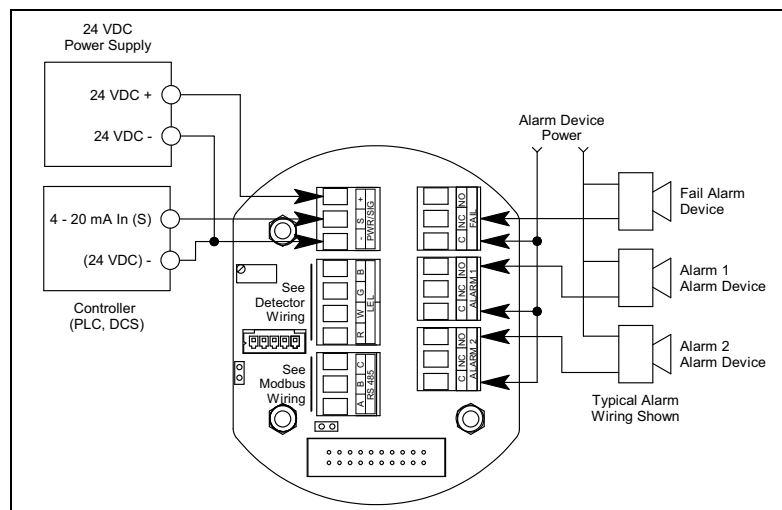 24 VDC
Power Supply
24 VDC +
24 VDC -
4 - 20 mA In (S)
(24 VDC) -
Controller
(PLC, DCS)
Alarm Device
Power
Fail Alarm
Device
Alarm 1
Alarm Device
Alarm 2
Alarm Device
Typical Alarm
Wiring Shown
- S +
PWR/SIG
See
Detector
Wiring
R W G B
LEL
See
Modbus
Wiring
A B C
RS 485
C NC NO
FAIL
C NC NO
ALARM 1
C NC NO
ALARM 2